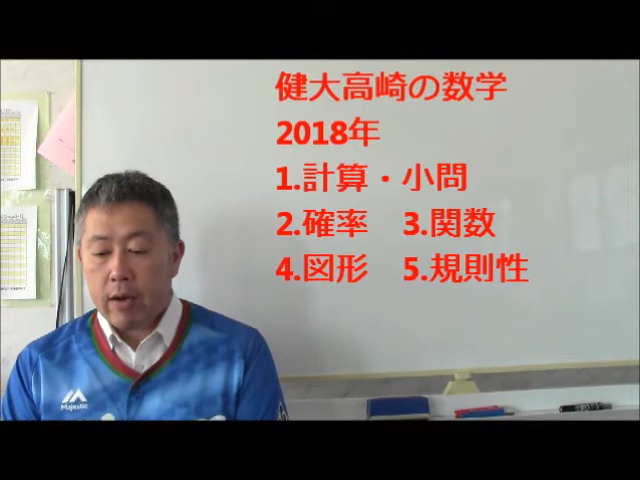 健大高崎の数学
2018年
1.計算・小問
2.確率　3.関数
4.図形　5.規則性
Majestic